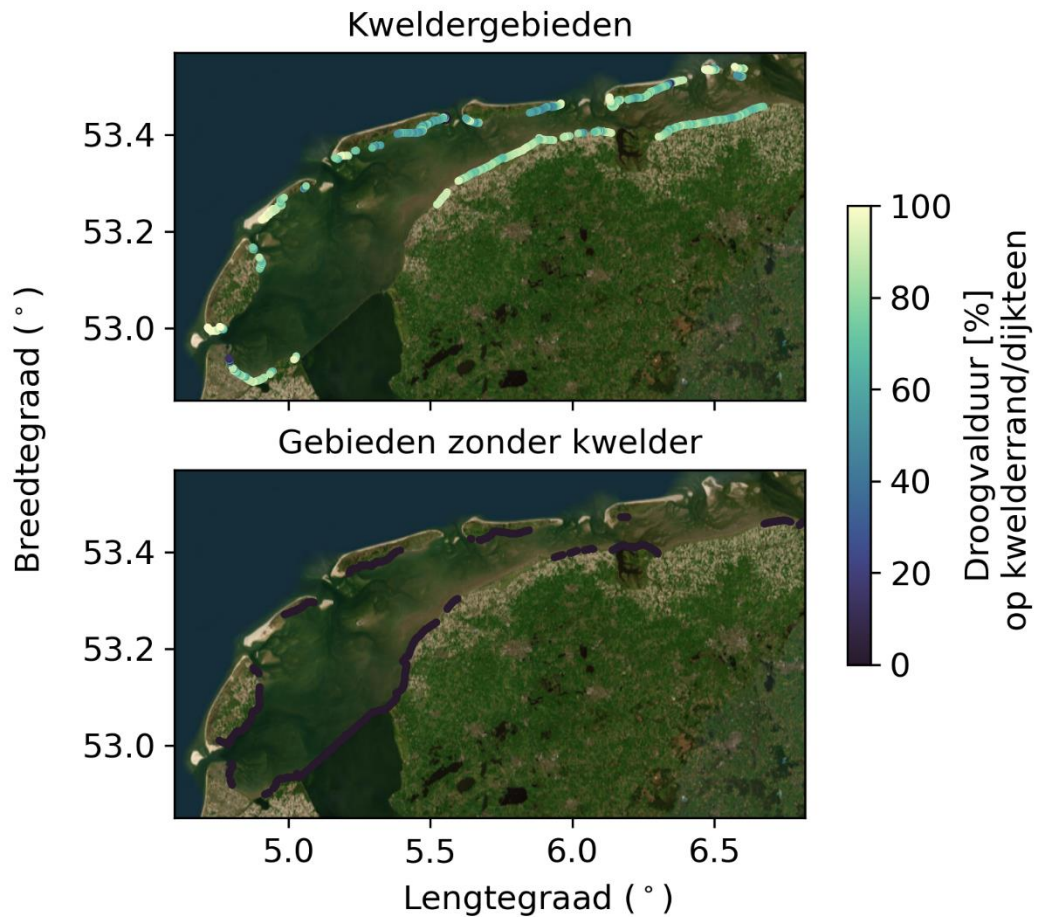 Kweldergebieden
53.4
53.2
53.0
Gebieden zonder kwelder
53.4
53.2
53.0
5.0 5.5 6.0 6.5
Lengtegraad (°)
Breedtegraad (°)
100
80
60
40
20
0
Droogvalduur [%]
op kwelderrand/dijkteen